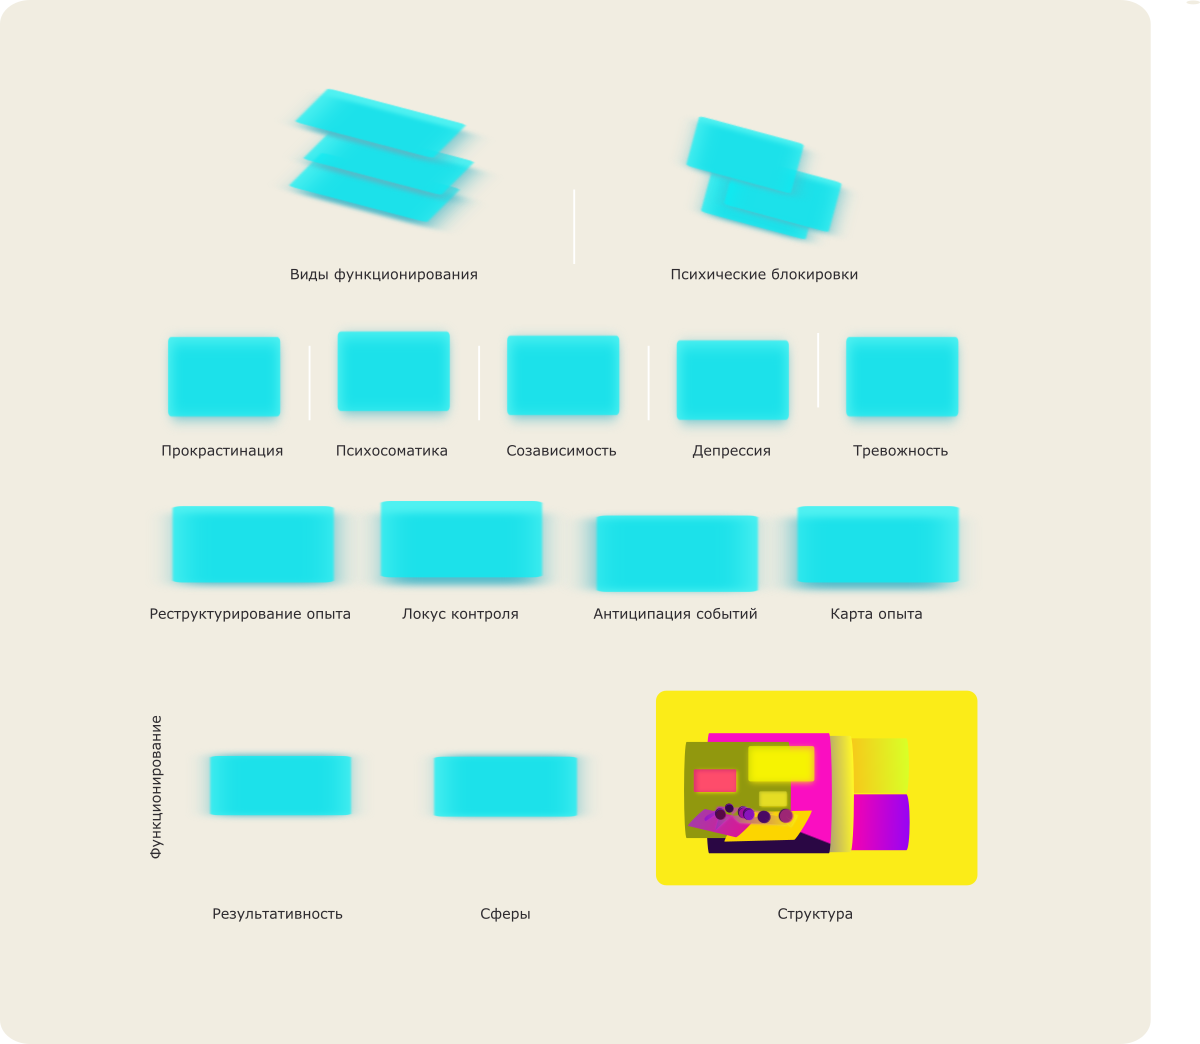 Виды функционирования
Психические блокировки
Прокрастинация
Психосоматика
Созависимость
Депрессия
Тревожность
Реструктурирование опыта
Локус контроля
Антиципация событий
Карта опыта
Функционирование
Результативность
Сферы
Структура